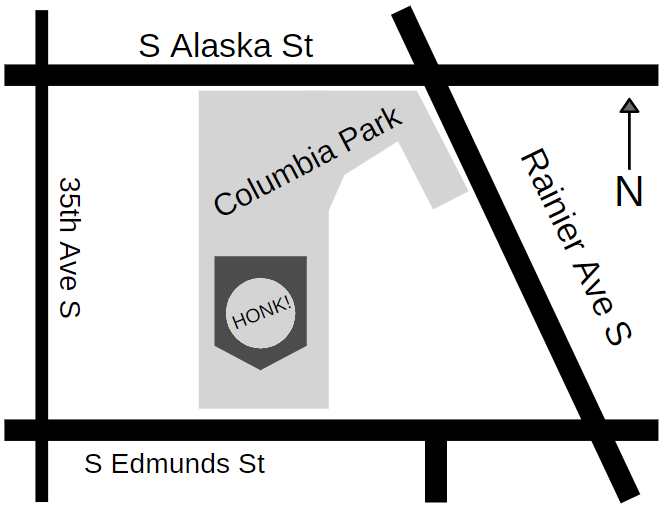 S Alaska St
Columbia Park
35th Ave S
Rainier Ave S
N
HONK!
S Edmunds St